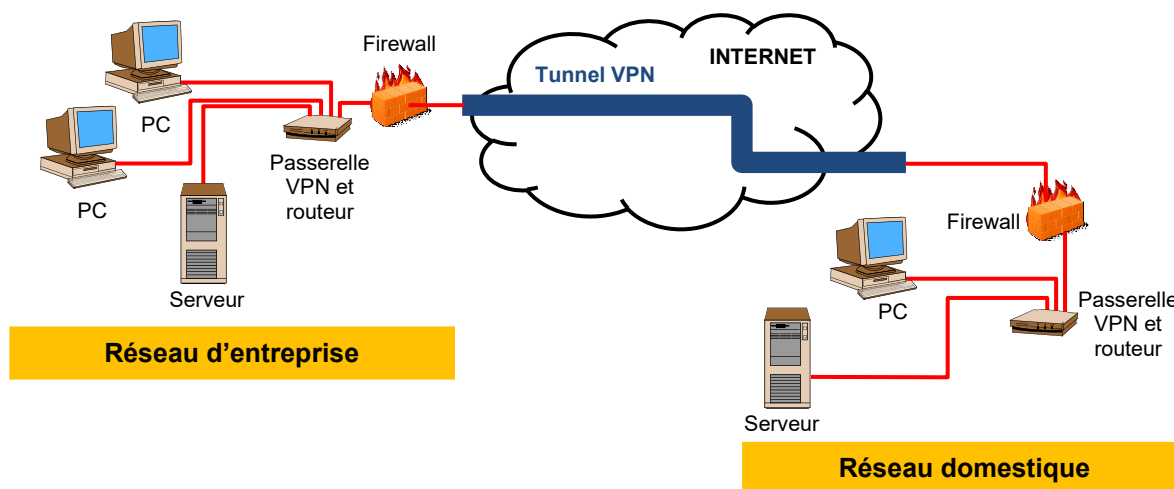 Firewall
INTERNET
Tunnel VPN
PC
Passerelle
VPN et
routeur
PC
Serveur
Réseau d’entreprise
Firewall
PC
Passerelle
VPN et
routeur
Serveur
Réseau domestique